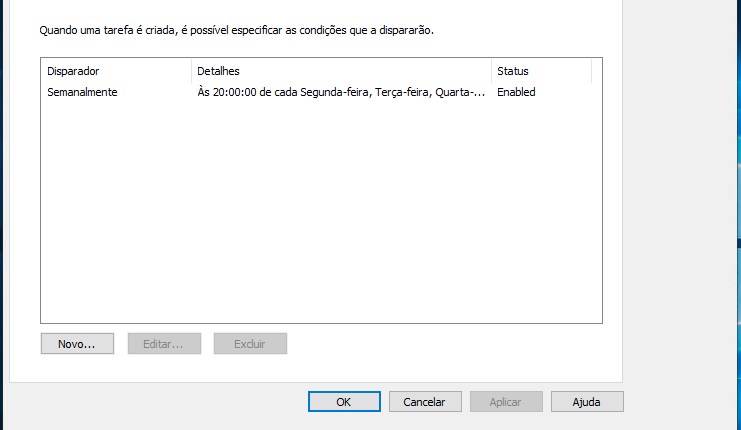 Quando uma tarefa é criada, é possível especificar as condições que a dispararão.
Disparador Detalhes Status
Semanalmente Às 20:00:00 de cada Segunda-feira, Terça-feira, Quarta-... Enabled
Novo... Editar... Excluir
OK Cancelar Aplicar Ajuda